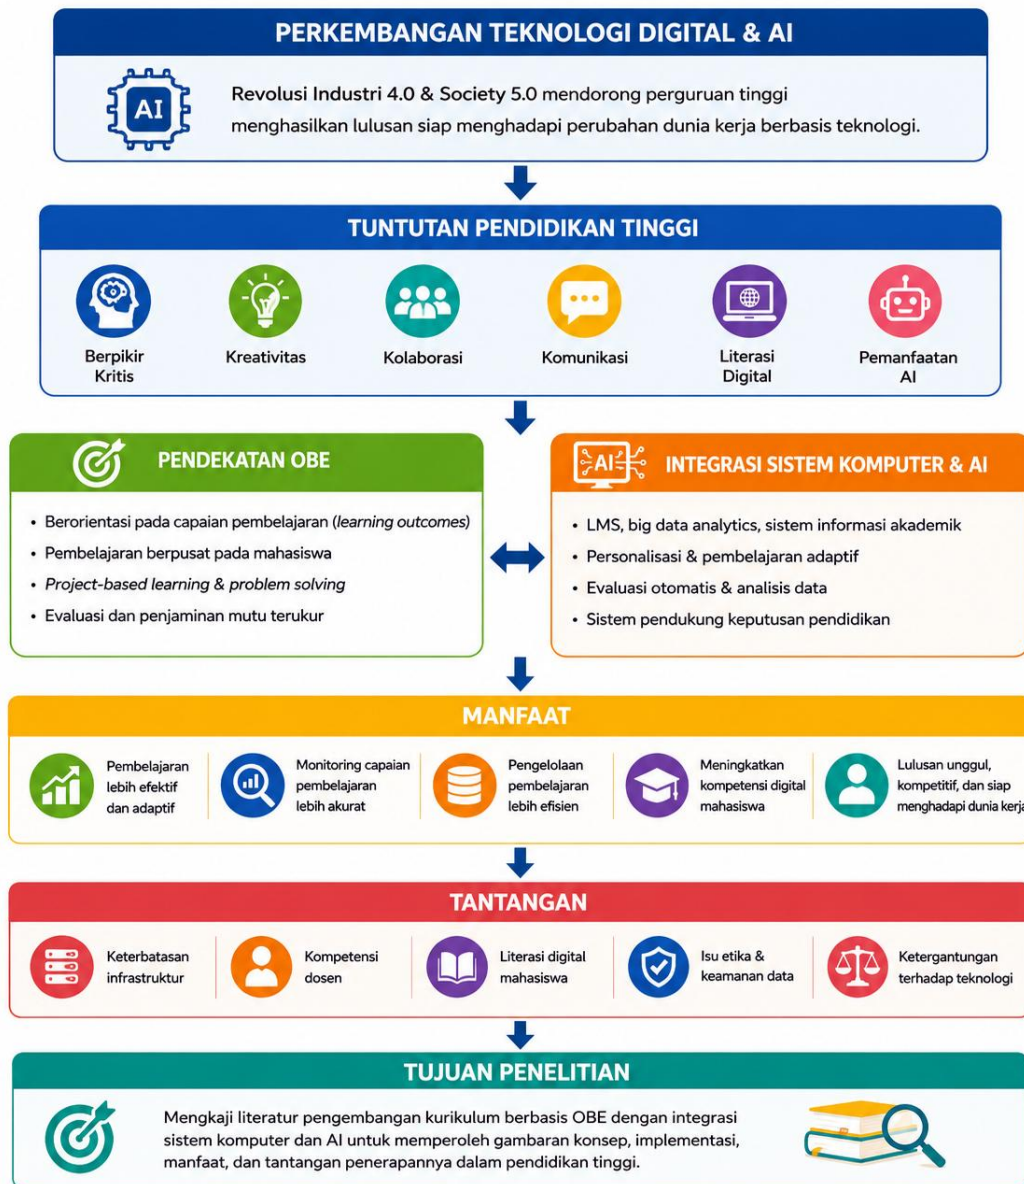 PERKEMBANGAN TEKNOLOGI DIGITAL & AI
AI
Revolusi Industri 4.0 & Society 5.0 mendorong perguruan tinggi
menghasilkan lulusan siap menghadapi perubahan dunia kerja berbasis teknologi.
TUNTUTAN PENDIDIKAN TINGGI
Berpikir
Kritis
Kreativitas
Kolaborasi
Komunikasi
Literasi
Digital
Pemanfaatan
AI
PENDEKATAN OBE
• Berorientasi pada capaian pembelajaran (learning outcomes)
• Pembelajaran berpusat pada mahasiswa
• Project-based learning & problem solving
• Evaluasi dan penjaminan mutu terukur
AI
INTEGRASI SISTEM KOMPUTER & AI
• LMS, big data analytics, sistem informasi akademik
• Personalisasi & pembelajaran adaptif
• Evaluasi otomatis & analisis data
• Sistem pendukung keputusan pendidikan
MANFAAT
Pembelajaran
lebih efektif
dan adaptif
Monitoring capaian
pembelajaran
lebih akurat
Pengelolaan
pembelajaran
lebih efisien
Meningkatkan
kompetensi digital
mahasiswa
Lulusan unggul,
kompetitif, dan siap
menghadapi dunia kerja
TANTANGAN
Keterbatasan
infrastruktur
Kompetensi
dosen
Literasi digital
mahasiswa
Isu etika &
keamanan data
Ketergantungan
terhadap teknologi
TUJUAN PENELITIAN
Mengkaji literatur pengembangan kurikulum berbasis OBE dengan integrasi
sistem komputer dan AI untuk memperoleh gambaran konsep, implementasi,
manfaat, dan tantangan penerapannya dalam pendidikan tinggi.